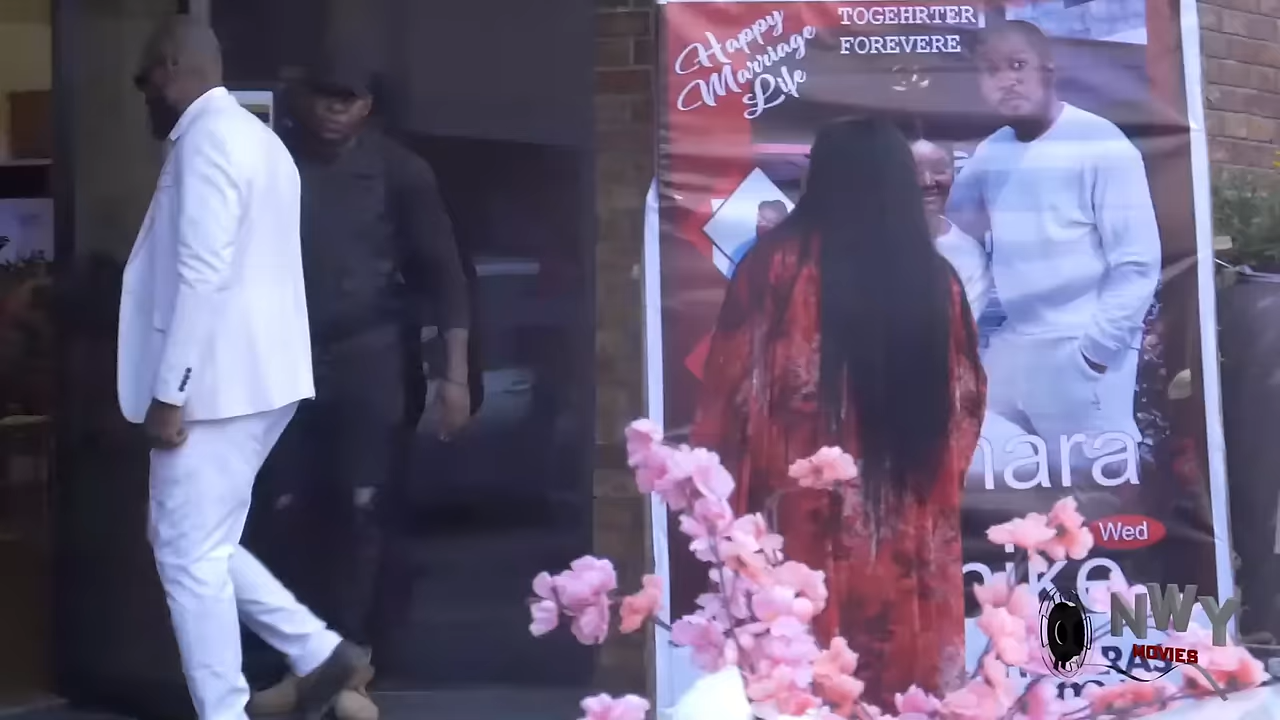 Happy
Marriage
Life
TOGEHRTER
FOREVERE
hara
Wed
NWY
MOVIES